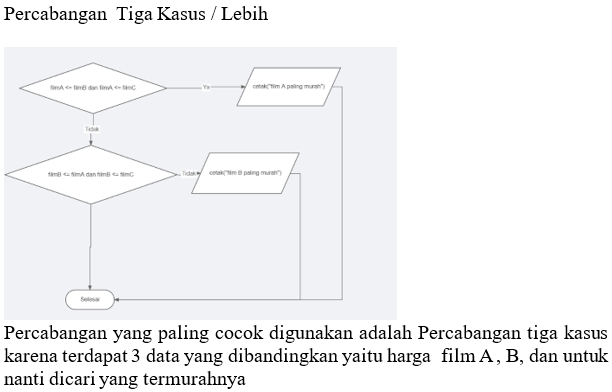 Percabangan Tiga Kasus / Lebih
filmA <= filmB dan filmA <= filmC
Ya
cetak("film A paling murah")
Tidak
filmB <= filmA dan filmB <= filmC
Tidak
cetak("film B paling murah")
Selesai
Percabangan yang paling cocok digunakan adalah Percabangan tiga kasus
karena terdapat 3 data yang dibandingkan yaitu harga film A , B, dan untuk
nanti dicari yang termurahnya